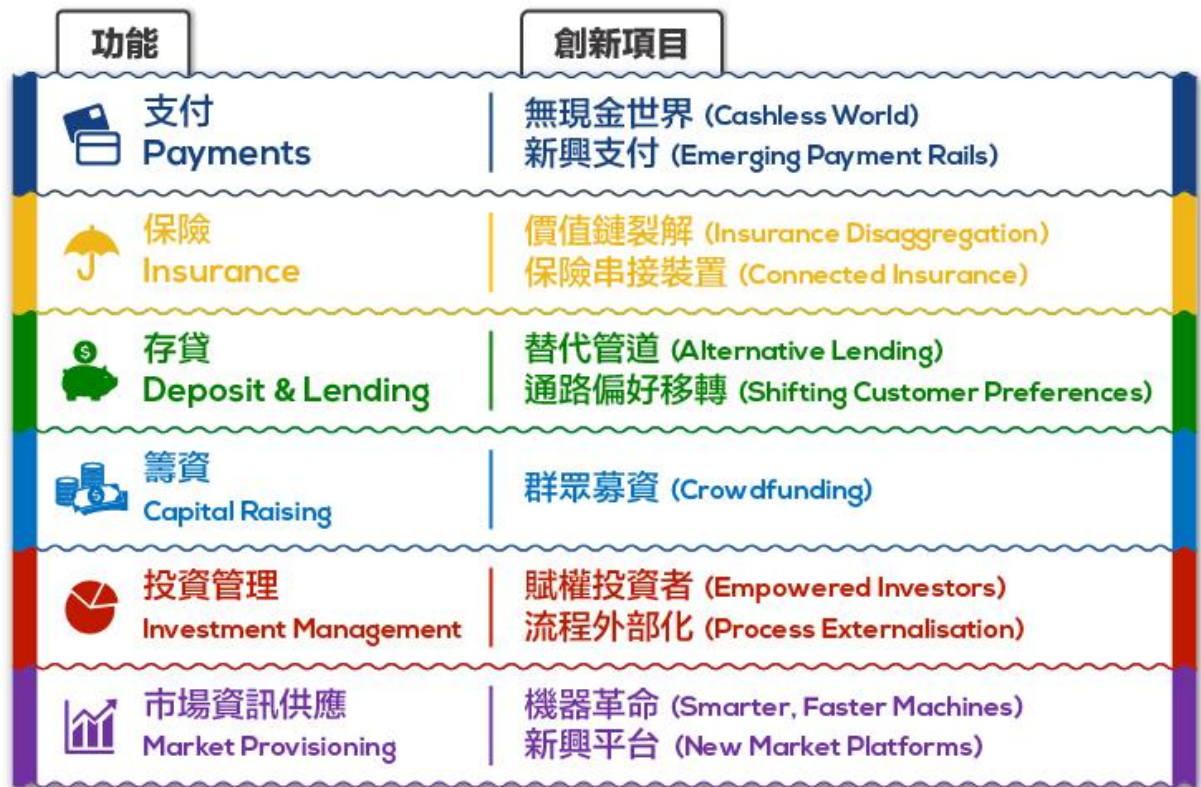 功能
創新項目
支付
Payments
無現金世界 (Cashless World)
新興支付 (Emerging Payment Rails)
保險
Insurance
價值鏈裂解 (Insurance Disaggregation)
保險串接裝置 (Connected Insurance)
存貸
Deposit & Lending
替代管道 (Alternative Lending)
通路偏好移轉 (Shifting Customer Preferences)
籌資
Capital Raising
群眾募資 (Crowdfunding)
投資管理
Investment Management
賦權投資者 (Empowered Investors)
流程外部化 (Process Externalisation)
市場資訊供應
Market Provisioning
機器革命 (Smarter, Faster Machines)
新興平台 (New Market Platforms)